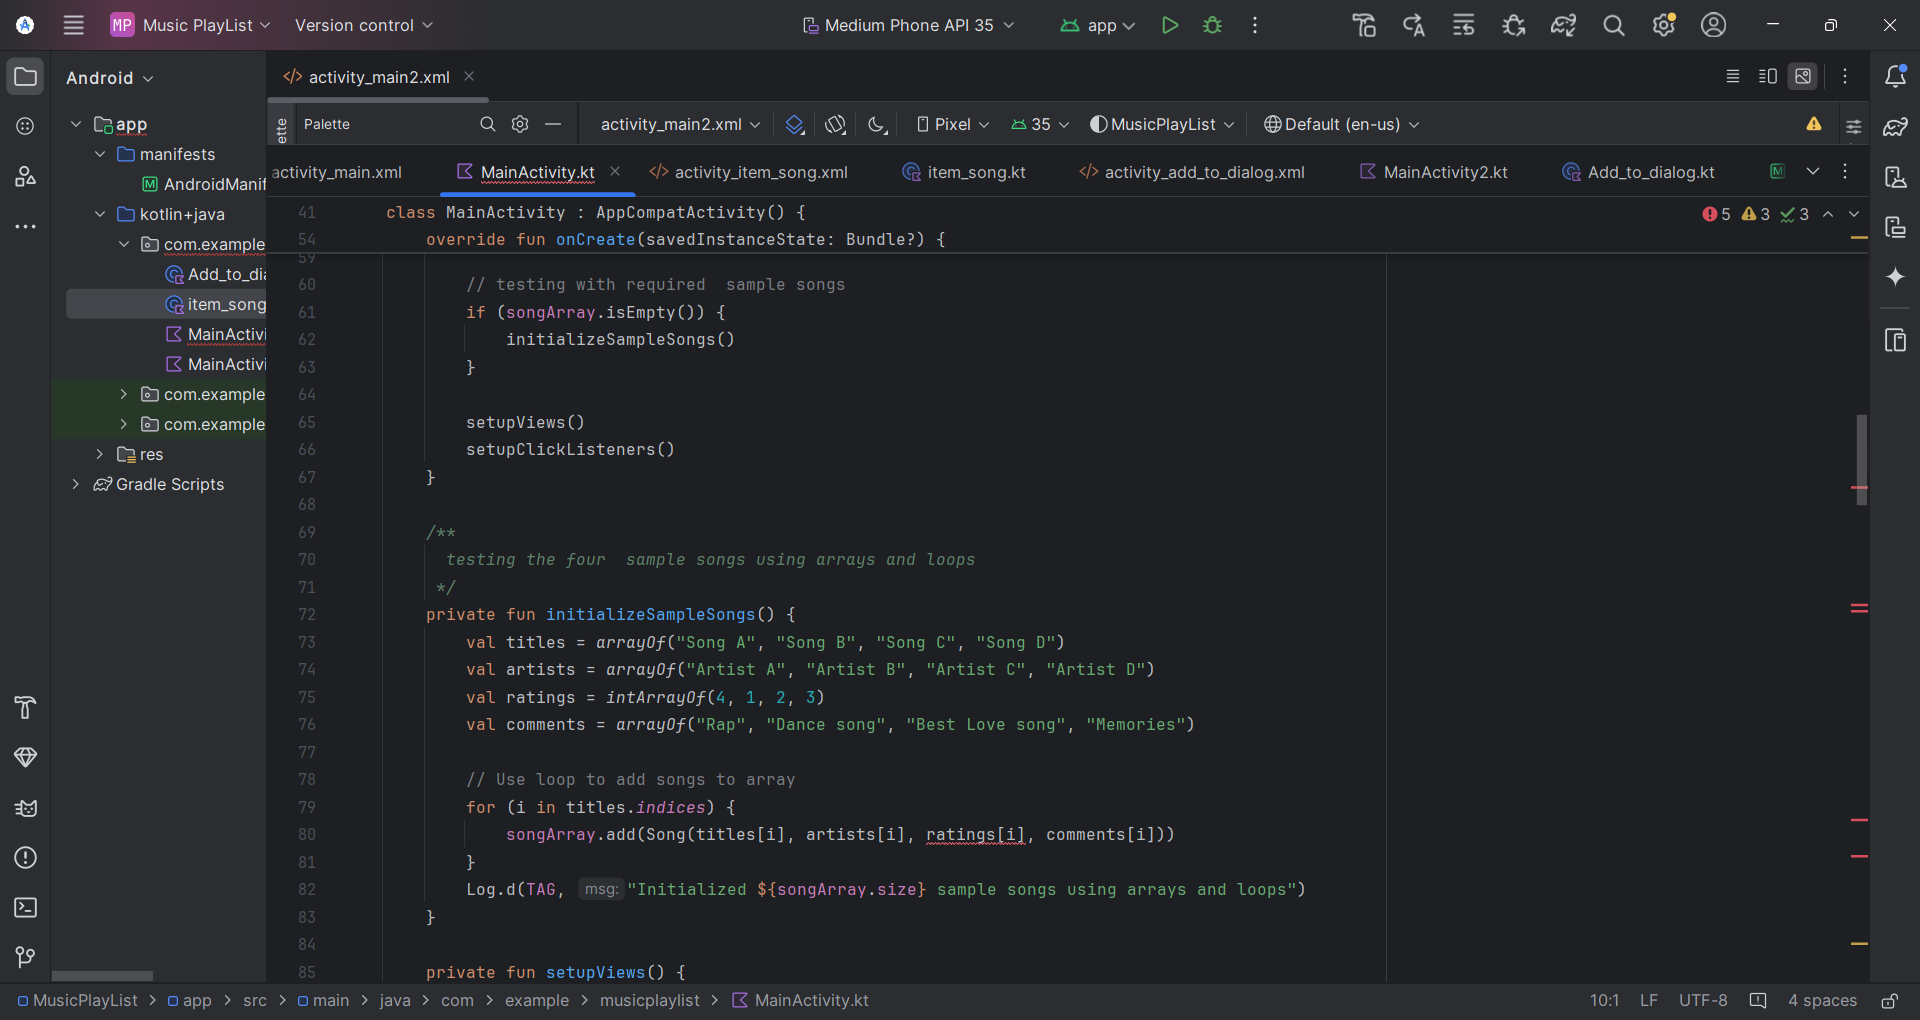 MP Music PlayList Version control Medium Phone API 35 app
Android
activity_main2.xml
Palette activity_main2.xml Pixel 35 MusicPlayList Default (en-us)
app
manifests
AndroidManif
kotlin+java
com.example
Add_to_dia
item_song
MainActivi
MainActivi
com.example
com.example
res
Gradle Scripts
activity_main.xml MainActivity.kt activity_item_song.xml item_song.kt activity_add_to_dialog.xml MainActivity2.kt Add_to_dialog.kt
5 3 3
41 class MainActivity : AppCompatActivity() {
54 override fun onCreate(savedInstanceState: Bundle?) {
59
60 // testing with required  sample songs
61 if (songArray.isEmpty()) {
62 initializeSampleSongs()
63 }
64
65 setupViews()
66 setupClickListeners()
67 }
68
69 /**
70 testing the four  sample songs using arrays and loops
71 */
72 private fun initializeSampleSongs() {
73 val titles = arrayOf("Song A", "Song B", "Song C", "Song D")
74 val artists = arrayOf("Artist A", "Artist B", "Artist C", "Artist D")
75 val ratings = intArrayOf(4, 1, 2, 3)
76 val comments = arrayOf("Rap", "Dance song", "Best Love song", "Memories")
77
78 // Use loop to add songs to array
79 for (i in titles.indices) {
80 songArray.add(Song(titles[i], artists[i], ratings[i], comments[i]))
81 }
82 Log.d(TAG, msg: "Initialized ${songArray.size} sample songs using arrays and loops")
83 }
84
85 private fun setupViews() {
MusicPlayList > app > src > main > java > com > example > musicplaylist > MainActivity.kt 10:1 LF UTF-8 4 spaces